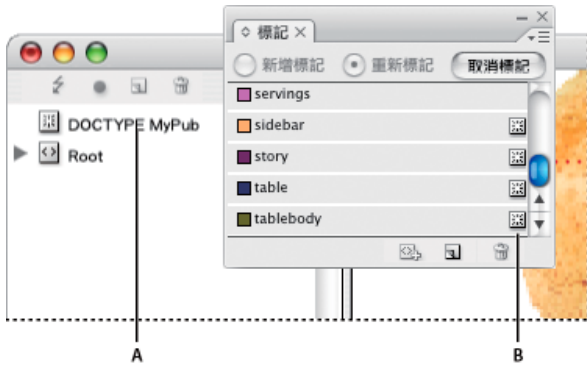 標記
新增標記 重新標記 取消標記
servings
DOCTYPE MyPub
sidebar
Root
story
table
tablebody
A B